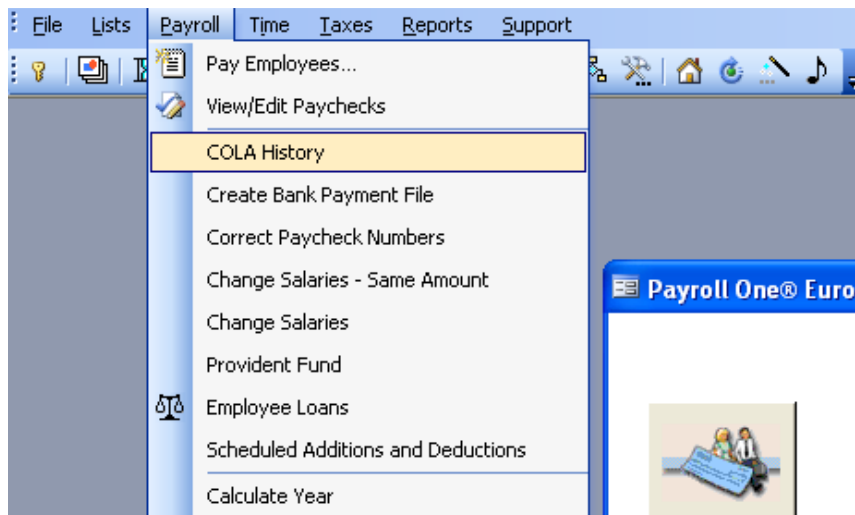 File Lists Payroll Time Taxes Reports Support
Pay Employees...
View/Edit Paychecks
COLA History
Create Bank Payment File
Correct Paycheck Numbers
Change Salaries - Same Amount
Change Salaries
Payroll One® Euro
Provident Fund
Employee Loans
Scheduled Additions and Deductions
Calculate Year